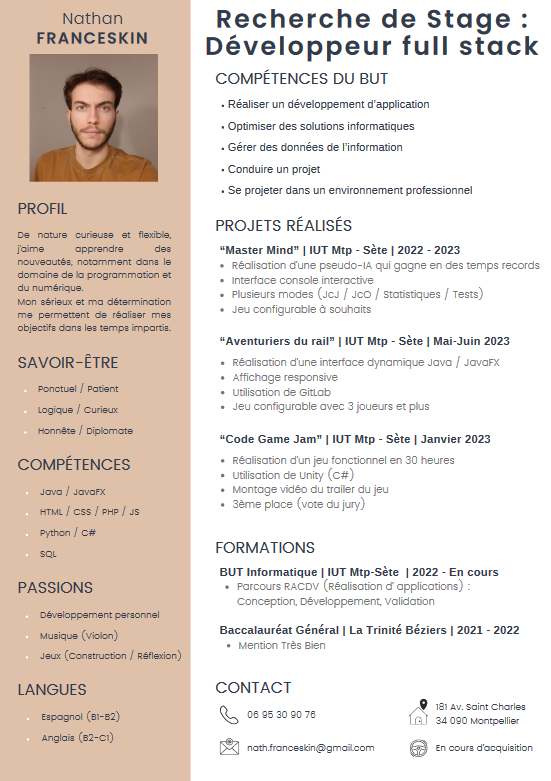 Nathan
FRANCESKIN
PROFIL
De nature curieuse et flexible,
j'aime apprendre des
nouveautés, notamment dans le
domaine de la programmation et
du numérique.
Mon sérieux et ma détermination
me permettent de réaliser mes
objectifs dans les temps impartis.
SAVOIR-ÊTRE
• Ponctuel / Patient
• Logique / Curieux
• Honnête / Diplomate
COMPÉTENCES
• Java / JavaFX
• HTML / CSS / PHP / JS
• Python / C#
• SQL
PASSIONS
• Développement personnel
• Musique (Violon)
• Jeux (Construction / Réflexion)
LANGUES
• Espagnol (B1-B2)
• Anglais (B2-C1)
Recherche de Stage :
Développeur full stack
COMPÉTENCES DU BUT
• Réaliser un développement d'application
• Optimiser des solutions informatiques
• Gérer des données de l'information
• Conduire un projet
• Se projeter dans un environnement professionnel
PROJETS RÉALISÉS
“Master Mind” | IUT Mtp - Sète | 2022 - 2023
• Réalisation d'une pseudo-IA qui gagne en des temps records
• Interface console interactive
• Plusieurs modes (JcJ / JcO / Statistiques / Tests)
• Jeu configurable à souhaits
“Aventuriers du rail” | IUT Mtp - Sète | Mai-Juin 2023
• Réalisation d'une interface dynamique Java / JavaFX
• Affichage responsive
• Utilisation de GitLab
• Jeu configurable avec 3 joueurs et plus
“Code Game Jam” | IUT Mtp - Sète | Janvier 2023
• Réalisation d'un jeu fonctionnel en 30 heures
• Utilisation de Unity (C#)
• Montage vidéo du trailer du jeu
• 3ème place (vote du jury)
FORMATIONS
BUT Informatique | IUT Mtp-Sète | 2022 - En cours
• Parcours RACDV (Réalisation d' applications) :
Conception, Développement, Validation
Baccalauréat Général | La Trinité Béziers | 2021 - 2022
• Mention Très Bien
CONTACT
06 95 30 90 76
181 Av. Saint Charles
34 090 Montpellier
nath.franceskin@gmail.com
En cours d'acquisition